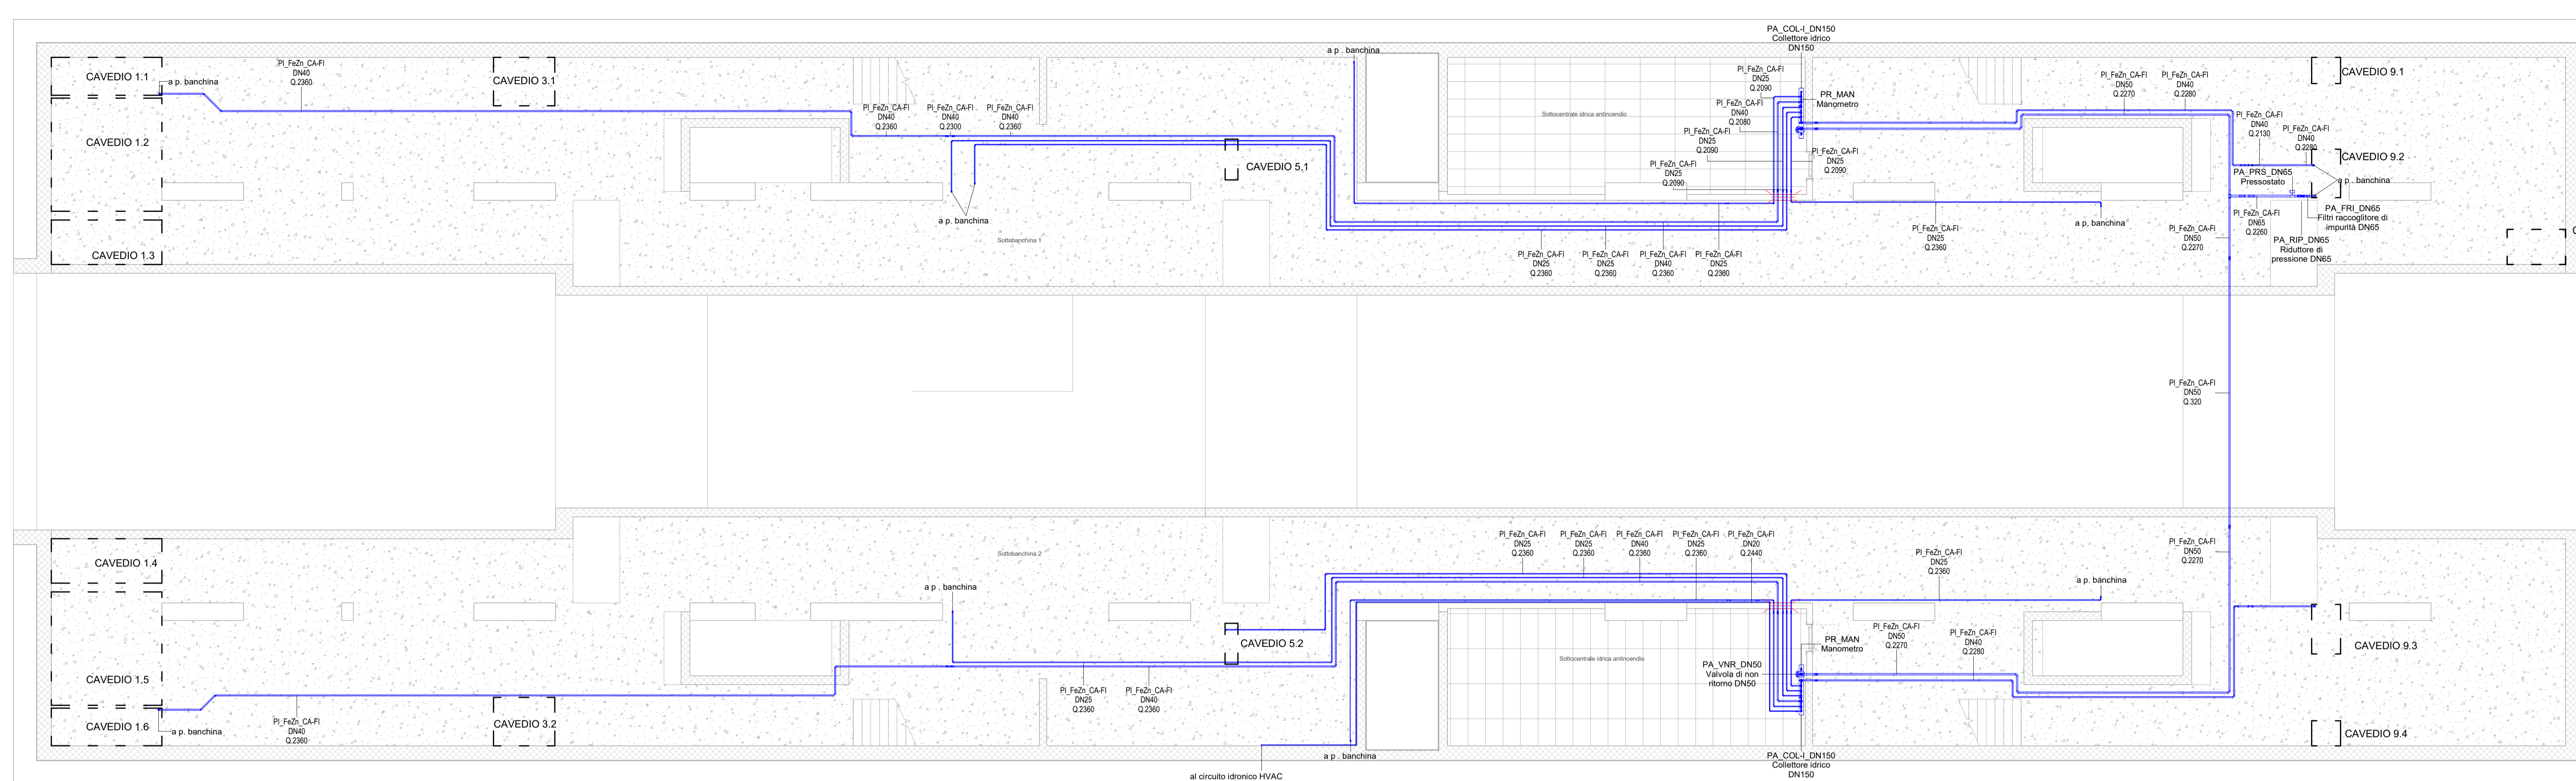 PA_COL-I_DN150
Collettore idrico
DN150
a p . banchina
CAVEDIO 1.1
a p. banchina
PI_FeZn_CA-FI
DN40
Q.2360
CAVEDIO 3.1
PI_FeZn_CA-FI
DN25
Q.2090
PR_MAN
Manometro
PI_FeZn_CA-FI
DN50
Q.2270
PI_FeZn_CA-FI
DN40
Q.2280
CAVEDIO 9.1
CAVEDIO 1.2
PI_FeZn_CA-FI
DN40
Q.2360
PI_FeZn_CA-FI
DN40
Q.2300
PI_FeZn_CA-FI
DN40
Q.2360
Sottocentrale idrica antincendio
PI_FeZn_CA-FI
DN40
Q.2080
PI_FeZn_CA-FI
DN25
Q.2090
PI_FeZn_CA-FI
DN25
Q.2090
PI_FeZn_CA-FI
DN25
Q.2090
PI_FeZn_CA-FI
DN40
Q.2130
PI_FeZn_CA-FI
DN40
Q.2280
CAVEDIO 9.2
CAVEDIO 5.1
PA_PRS_DN65
Pressostato
a p . banchina
a p. banchina
a p. banchina
PI_FeZn_CA-FI
DN65
Q.2260
PA_FRI_DN65
Filtri raccoglitore di
impurità DN65
CAVEDIO 1.3
Sottobanchina 1
PI_FeZn_CA-FI
DN25
Q.2360
PI_FeZn_CA-FI
DN50
Q.2270
PA_RIP_DN65
Riduttore di
pressione DN65
C
PI_FeZn_CA-FI
DN25
Q.2360
PI_FeZn_CA-FI
DN25
Q.2360
PI_FeZn_CA-FI
DN40
Q.2360
PI_FeZn_CA-FI
DN25
Q.2360
PI_FeZn_CA-FI
DN50
Q.320
CAVEDIO 1.4
Sottobanchina 2
PI_FeZn_CA-FI
DN25
Q.2360
PI_FeZn_CA-FI
DN25
Q.2360
PI_FeZn_CA-FI
DN40
Q.2360
PI_FeZn_CA-FI
DN25
Q.2360
PI_FeZn_CA-FI
DN20
Q.2440
PI_FeZn_CA-FI
DN25
Q.2360
PI_FeZn_CA-FI
DN50
Q.2270
a p . banchina
a p. banchina
CAVEDIO 5.2
Sottocentrale idrica antincendio
PR_MAN
Manometro
PI_FeZn_CA-FI
DN50
Q.2270
PI_FeZn_CA-FI
DN40
Q.2280
CAVEDIO 9.3
CAVEDIO 1.5
PA_VNR_DN50
Valvola di non
ritorno DN50
PI_FeZn_CA-FI
DN25
Q.2360
PI_FeZn_CA-FI
DN40
Q.2360
CAVEDIO 1.6
a p. banchina
PI_FeZn_CA-FI
DN40
Q.2360
CAVEDIO 3.2
CAVEDIO 9.4
a p . banchina
PA_COL-I_DN150
Collettore idrico
DN150
al circuito idronico HVAC